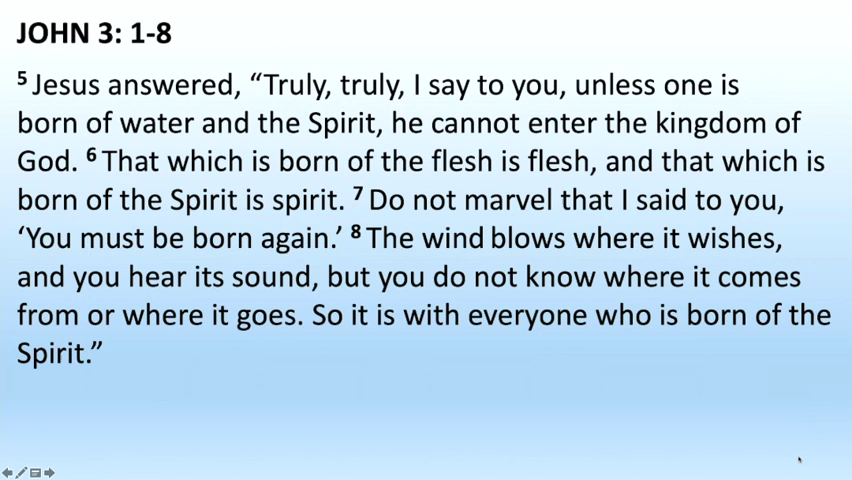 JOHN 3: 1-8
⁵ Jesus answered, “Truly, truly, I say to you, unless one is
born of water and the Spirit, he cannot enter the kingdom of
God. ⁶ That which is born of the flesh is flesh, and that which is
born of the Spirit is spirit. ⁷ Do not marvel that I said to you,
‘You must be born again.’ ⁸ The wind blows where it wishes,
and you hear its sound, but you do not know where it comes
from or where it goes. So it is with everyone who is born of the
Spirit.”